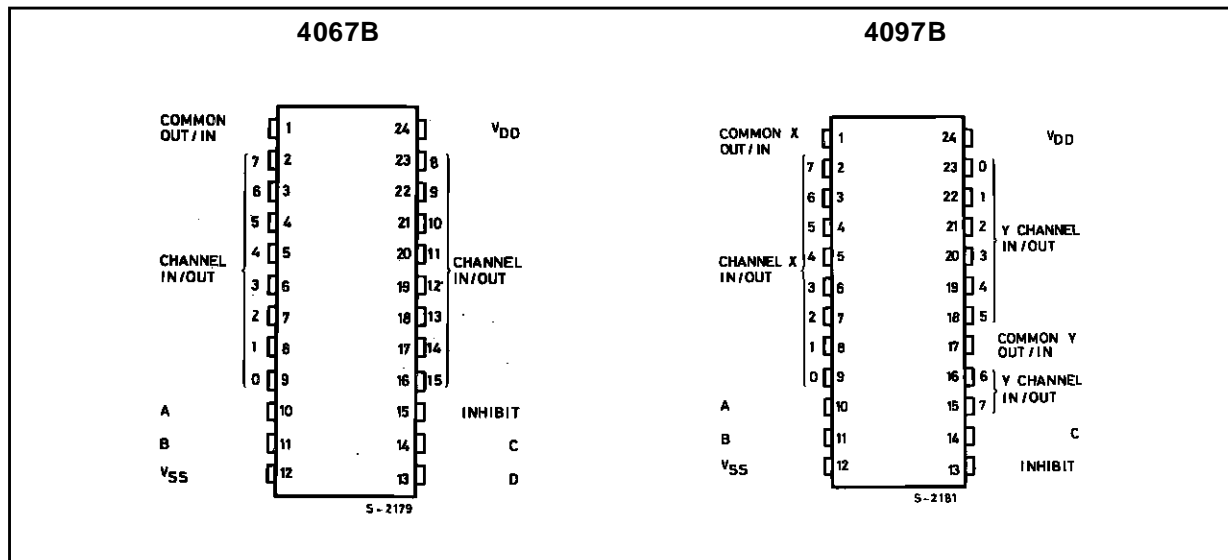 4067B
COMMON
OUT / IN
1 24 VDD
7 2 23 8
6 3 22 9
5 4 21 10
4 5 20 11
CHANNEL
IN/OUT
CHANNEL
IN/OUT
3 6 19 12
2 7 18 13
1 8 17 14
0 9 16 15
A 10 15 INHIBIT
B 11 14 C
VSS 12 13 D
S-2179
4097B
COMMON X
OUT / IN
1 24 VDD
7 2 23 0
6 3 22 1
5 4 21 2
Y CHANNEL
IN/OUT
CHANNEL X
IN/OUT
4 5 20 3
3 6 19 4
2 7 18 5
1 8 17
COMMON Y
OUT / IN
0 9 16 6
Y CHANNEL
IN/OUT
A 10 15 7
B 11 14 C
VSS 12 13 INHIBIT
S-2181